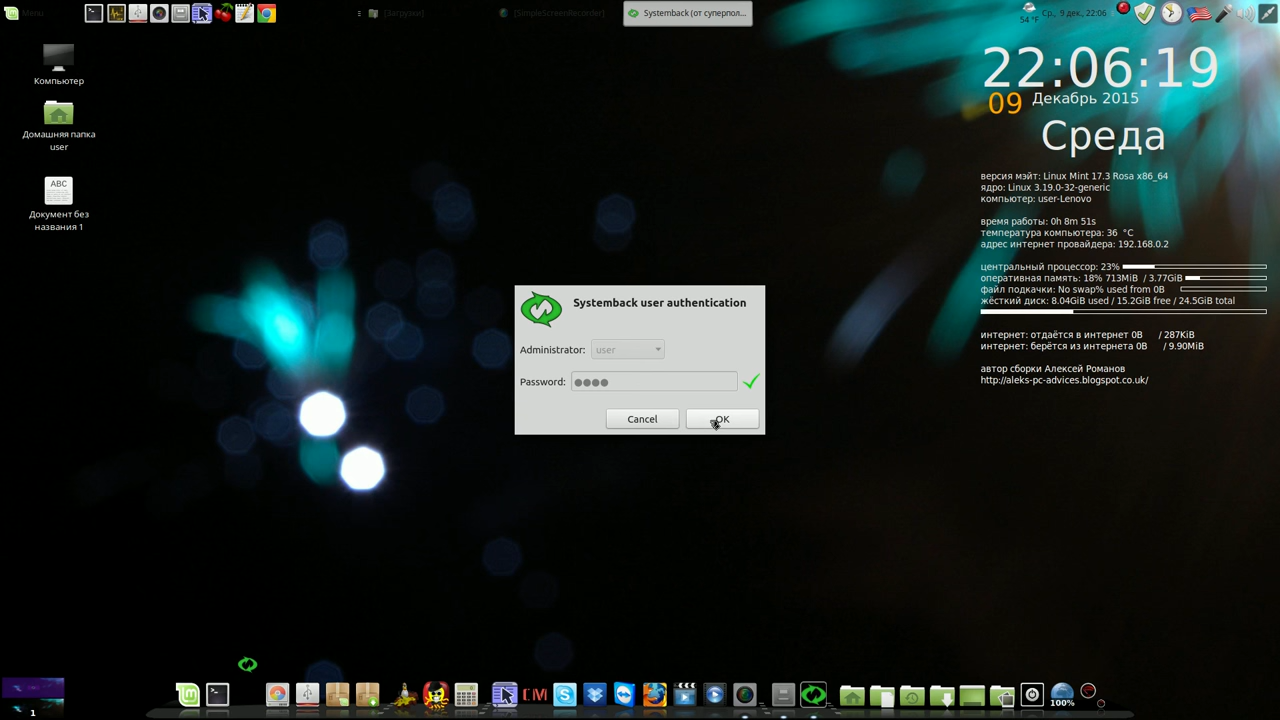 Menu
[Загрузки]
[SimpleScreenRecorder]
Systemback (от суперпол...
54 °F
Ср., 9 дек., 22:06
Компьютер
Домашняя папка
user
ABC
Документ без
названия 1
22:06:19
09 Декабрь 2015
Среда
версия мэйт: Linux Mint 17.3 Rosa x86_64
ядро: Linux 3.19.0-32-generic
компьютер: user-Lenovo
время работы: 0h 8m 51s
температура компьютера: 36 °C
адрес интернет провайдера: 192.168.0.2
центральный процессор: 23%
оперативная память: 18% 713MiB / 3.77GiB
файл подкачки: No swap% used from 0B
жёсткий диск: 8.04GiB used / 15.2GiB free / 24.5GiB total
интернет: отдаётся в интернет 0B / 287KiB
интернет: берётся из интернета 0B / 9.90MiB
автор сборки Алексей Романов
http://aleks-pc-advices.blogspot.co.uk/
Systemback user authentication
Administrator: user
Password:
Cancel
OK
CM
100%
1